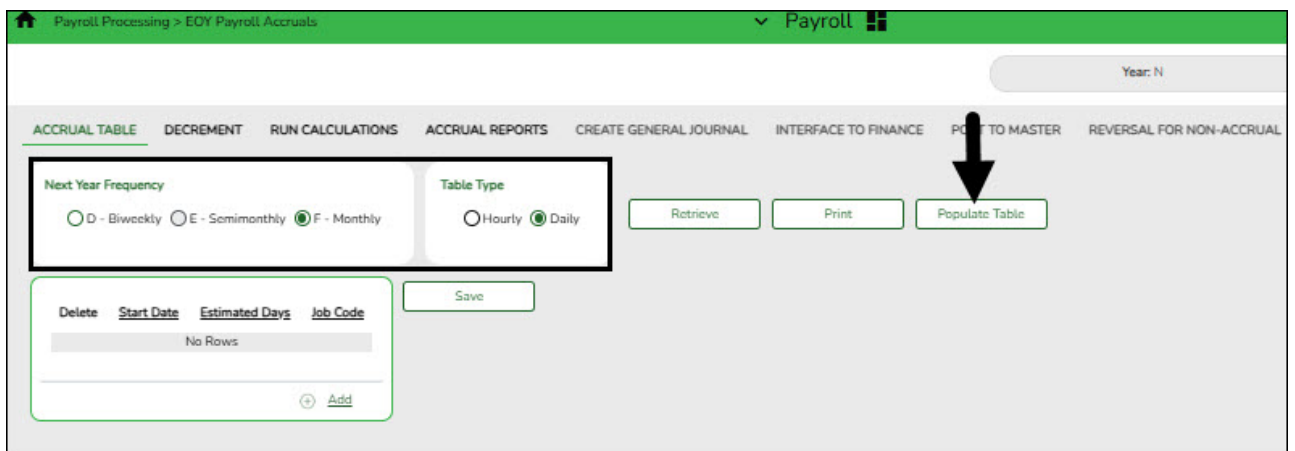 Payroll Processing > EOY Payroll Accruals
Payroll
Year: N
ACCRUAL TABLE DECREMENT RUN CALCULATIONS ACCRUAL REPORTS CREATE GENERAL JOURNAL INTERFACE TO FINANCE TO MASTER REVERSAL FOR NON-ACCRUAL
Next Year Frequency
D - Biweekly E - Semimonthly F - Monthly
Table Type
Hourly Daily
Retrieve Print Populate Table
Delete Start Date Estimated Days Job Code
No Rows
Add
Save